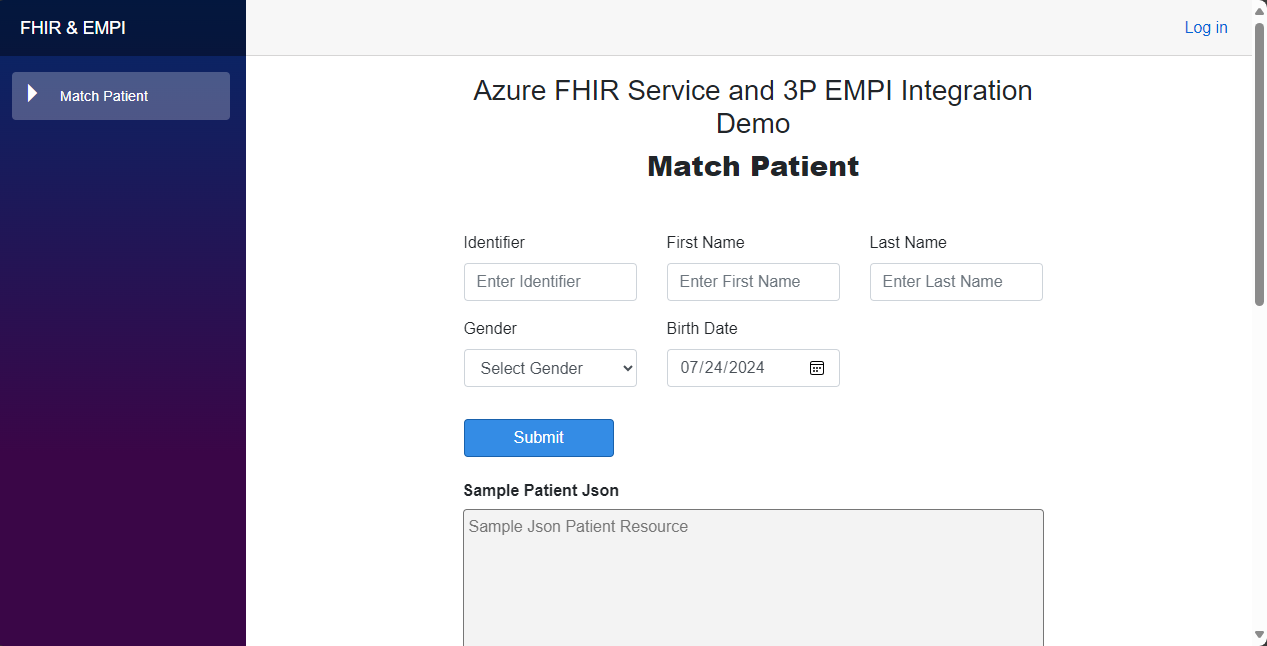 FHIR & EMPI
Log in
Match Patient
Azure FHIR Service and 3P EMPI Integration
Demo
Match Patient
Identifier
First Name
Last Name
Enter Identifier
Enter First Name
Enter Last Name
Gender
Birth Date
Select Gender
07/24/2024
Submit
Sample Patient Json
Sample Json Patient Resource